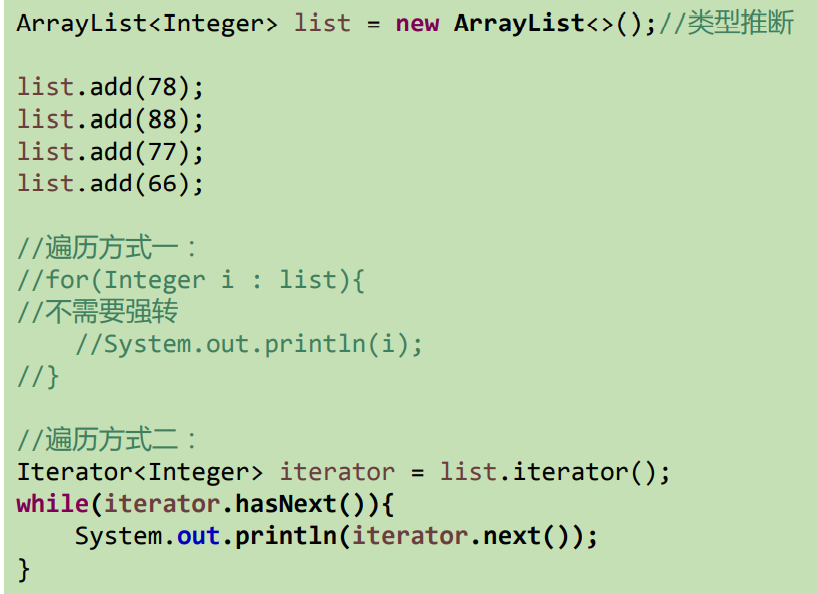 ArrayList<Integer> list = new ArrayList<>();//类型推断
list.add(78);
list.add(88);
list.add(77);
list.add(66);
//遍历方式一：
//for(Integer i : list){
//不需要强转
//System.out.println(i);
//}
//遍历方式二：
Iterator<Integer> iterator = list.iterator();
while(iterator.hasNext()){
System.out.println(iterator.next());
}